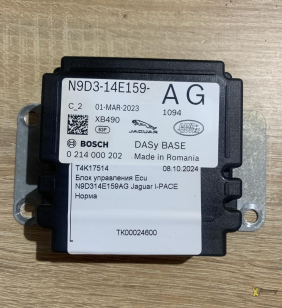 N9D3-14E159- AG
C_2 01-MAR-2023 1094
XB490
JAGUAR
BOSCH DASy BASE
0 214 000 202 Made in Romania
T4K17514 08.10.2024
Блок управления Ecu
N9D314E159AG Jaguar I-PACE
Норма
TK00024600